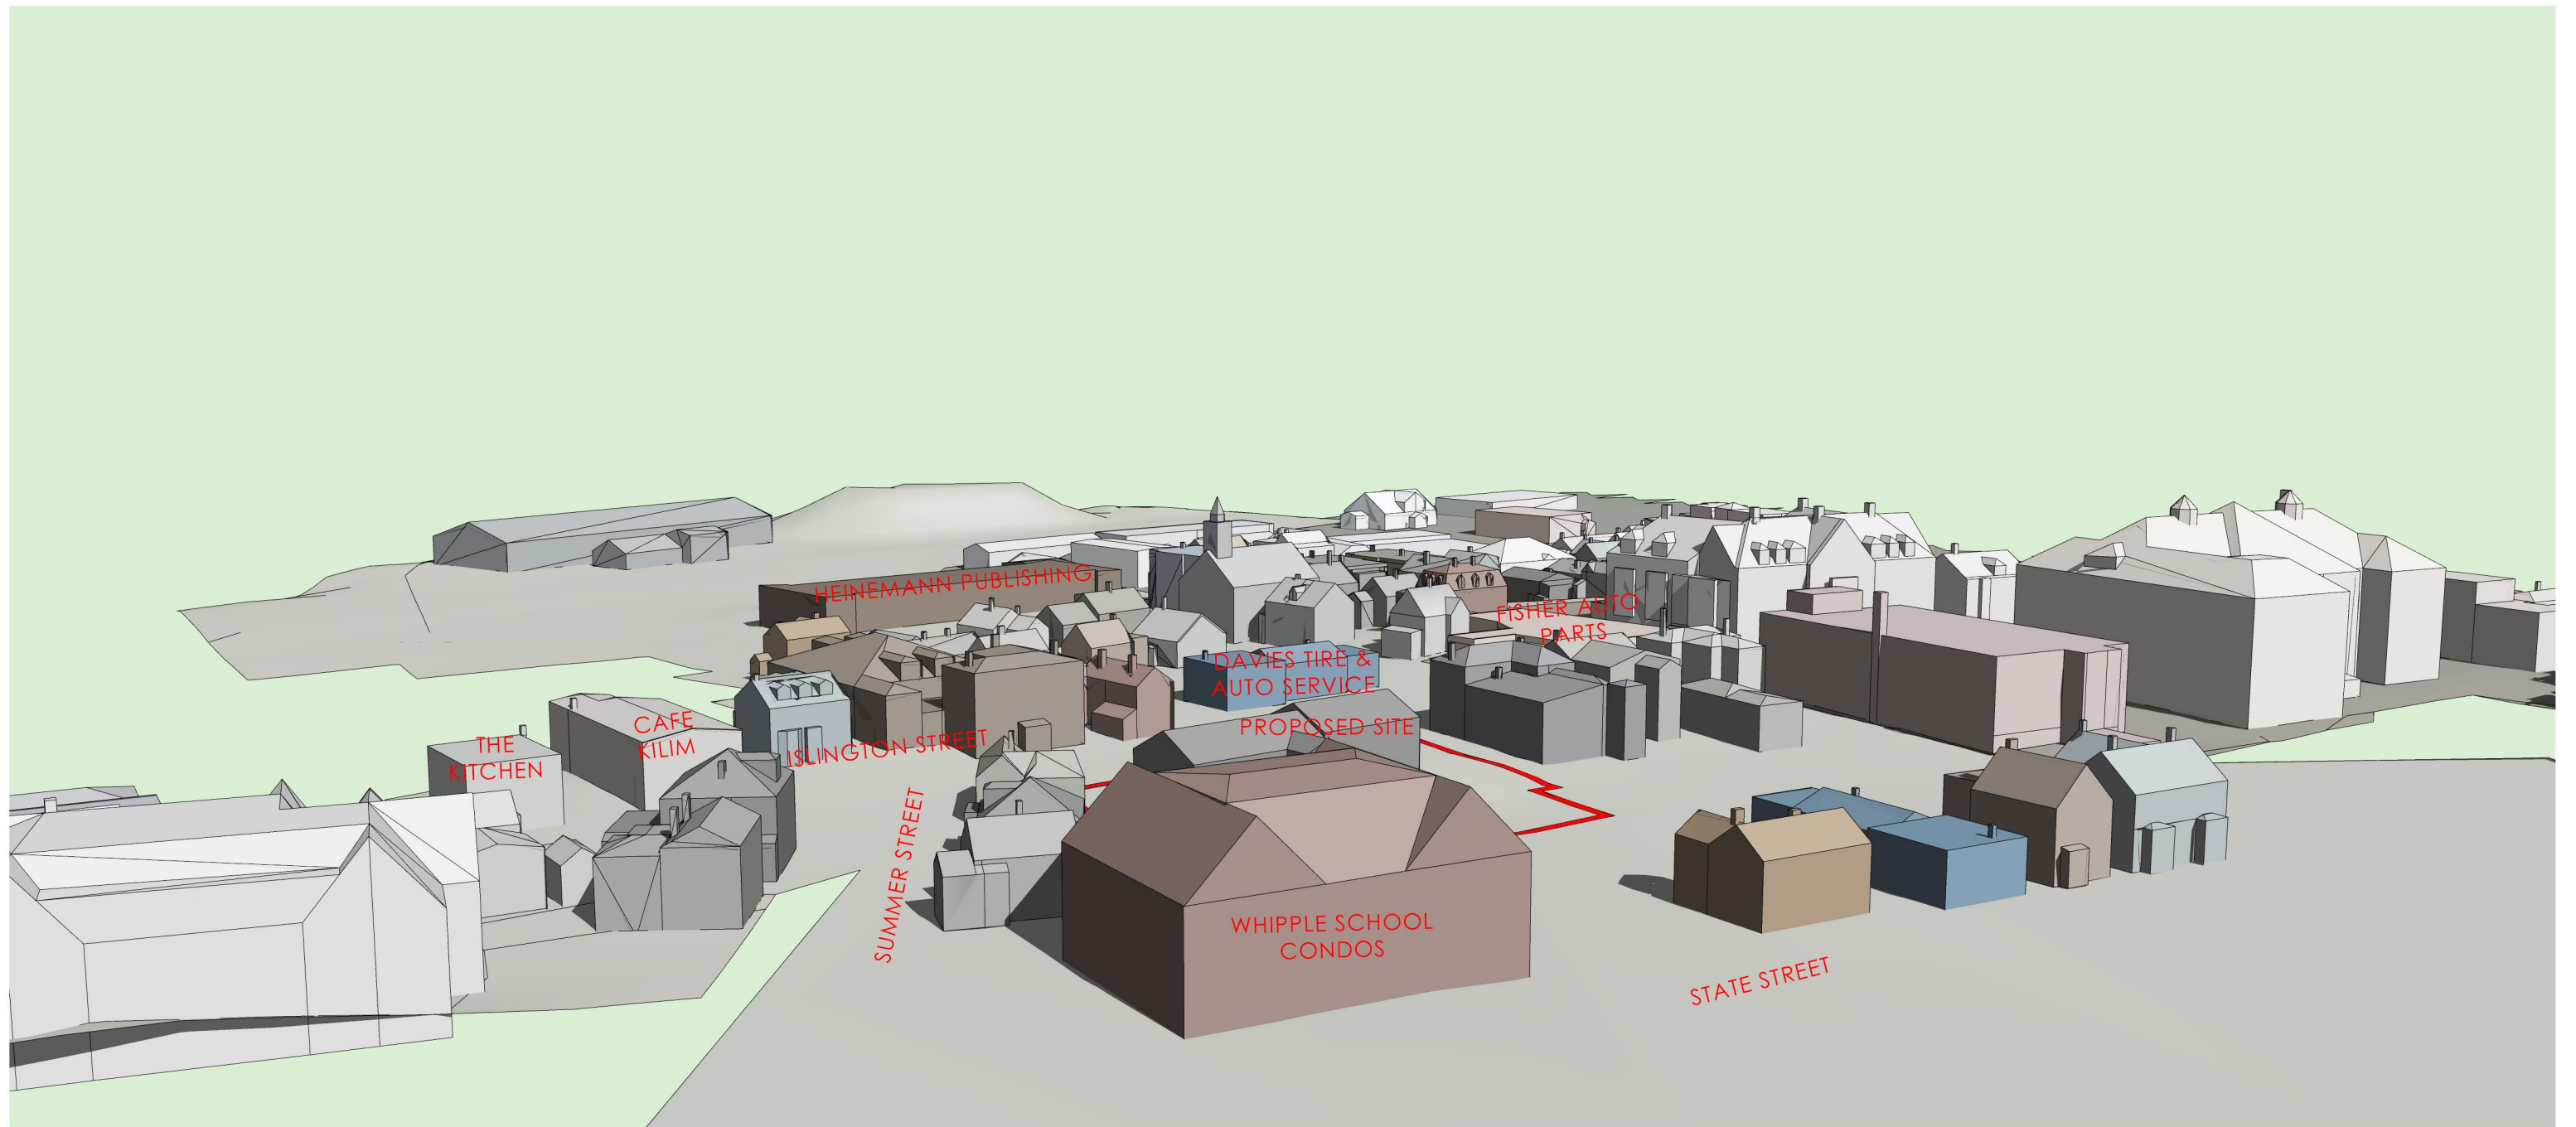 HEINEMANN PUBLISHING
FISHER AUTO
PARTS
DAVIES TIRE &
AUTO SERVICE
PROPOSED SITE
CAFE
KILIM
THE
KITCHEN
ISLINGTON STREET
SUMMER STREET
WHIPPLE SCHOOL
CONDOS
STATE STREET